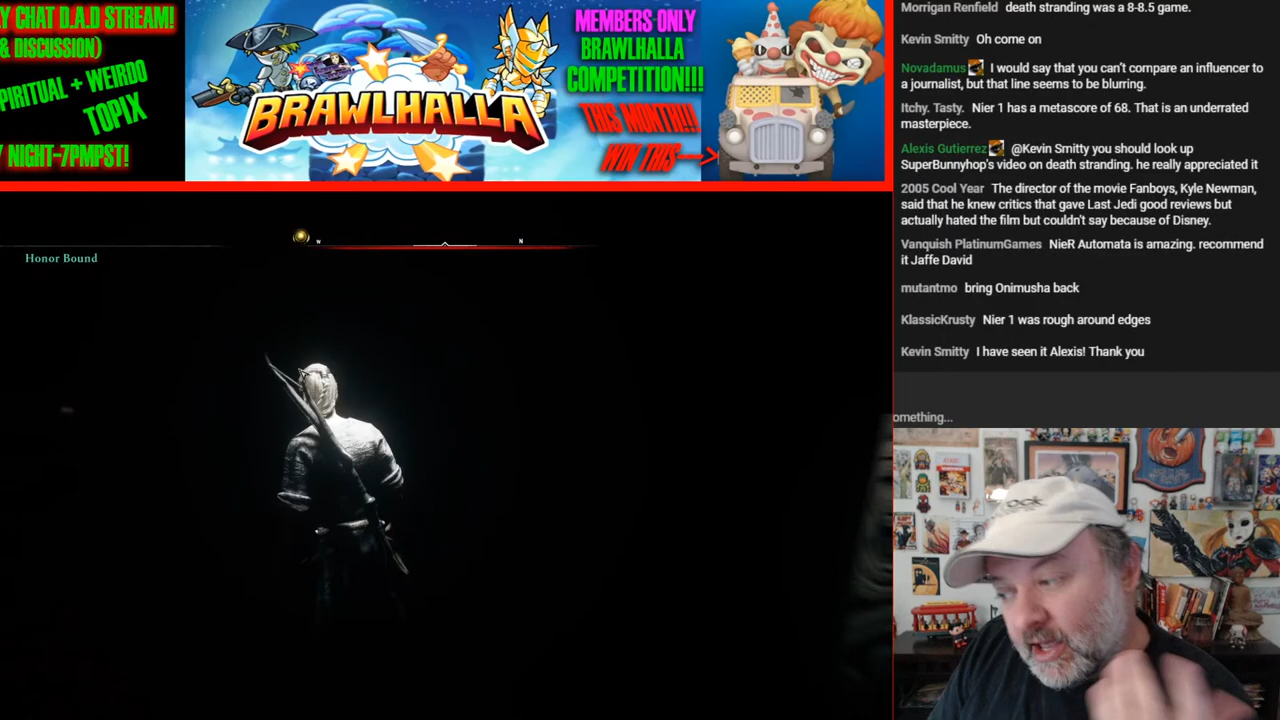 Y CHAT D.A.D STREAM!
& DISCUSSION)
PIRITUAL + WEIRDO
TOPIX
Y NIGHT-7PMPST!
BRAWLHALLA
MEMBERS ONLY
BRAWLHALLA
COMPETITION!!!
THIS MONTH!!!
WIN THIS-->
W
N
Honor Bound
Morrigan Renfield death stranding was a 8-8.5 game.
Kevin Smitty Oh come on
Novadamus I would say that you can't compare an influencer to
a journalist, but that line seems to be blurring.
Itchy. Tasty. Nier 1 has a metascore of 68. That is an underrated
masterpiece.
Alexis Gutierrez @Kevin Smitty you should look up
SuperBunnyhop's video on death stranding. he really appreciated it
2005 Cool Year The director of the movie Fanboys, Kyle Newman,
said that he knew critics that gave Last Jedi good reviews but
actually hated the film but couldn't say because of Disney.
Vanquish PlatinumGames NieR Automata is amazing. recommend
it Jaffe David
mutantmo bring Onimusha back
KlassicKrusty Nier 1 was rough around edges
Kevin Smitty I have seen it Alexis! Thank you
omething...